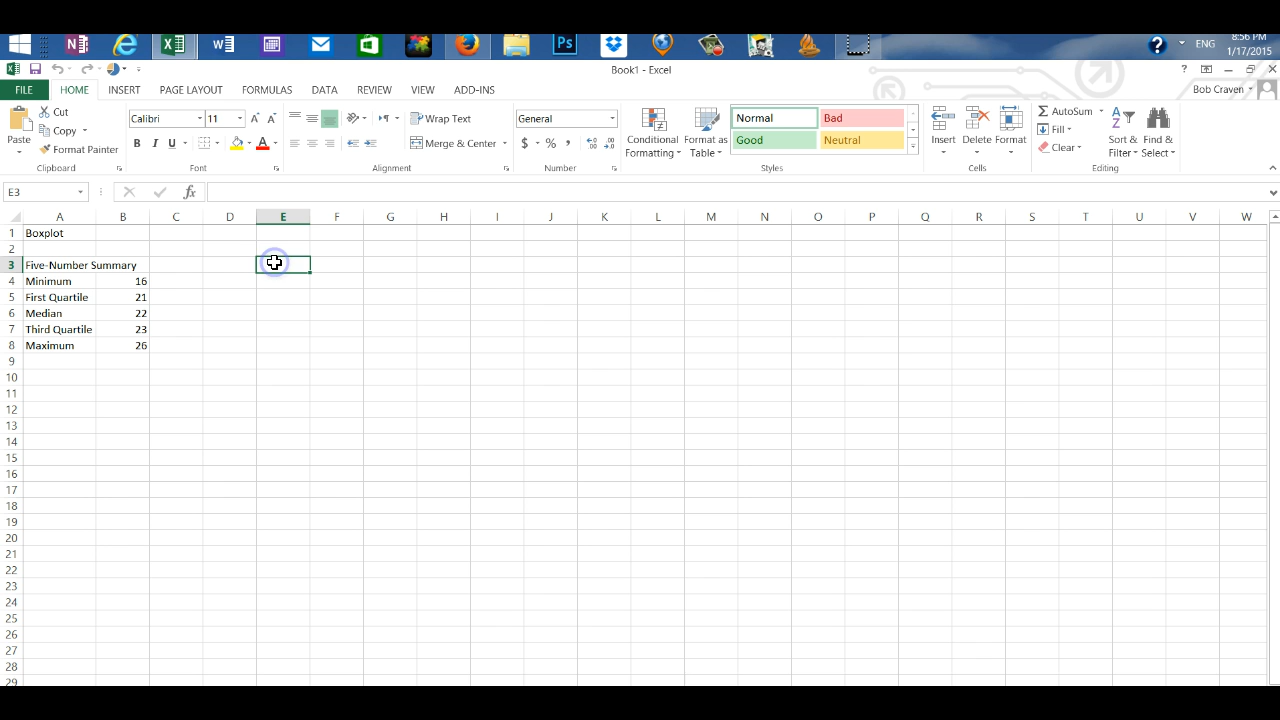 8:56 PM
ENG
1/17/2015
Book1 - Excel
FILE HOME INSERT PAGE LAYOUT FORMULAS DATA REVIEW VIEW ADD-INS Bob Craven
Cut Calibri 11 Wrap Text General Normal Bad AutoSum
Copy Fill
Paste Format Painter B I U A Merge & Center $ % , Conditional Formatting Format as Table Good Neutral Insert Delete Format Clear Sort & Filter Find & Select
Clipboard Font Alignment Number Styles Cells Editing
E3 fx
A B C D E F G H I J K L M N O P Q R S T U V W
1 Boxplot
2
3 Five-Number Summary
4 Minimum 16
5 First Quartile 21
6 Median 22
7 Third Quartile 23
8 Maximum 26
9
10
11
12
13
14
15
16
17
18
19
20
21
22
23
24
25
26
27
28
29